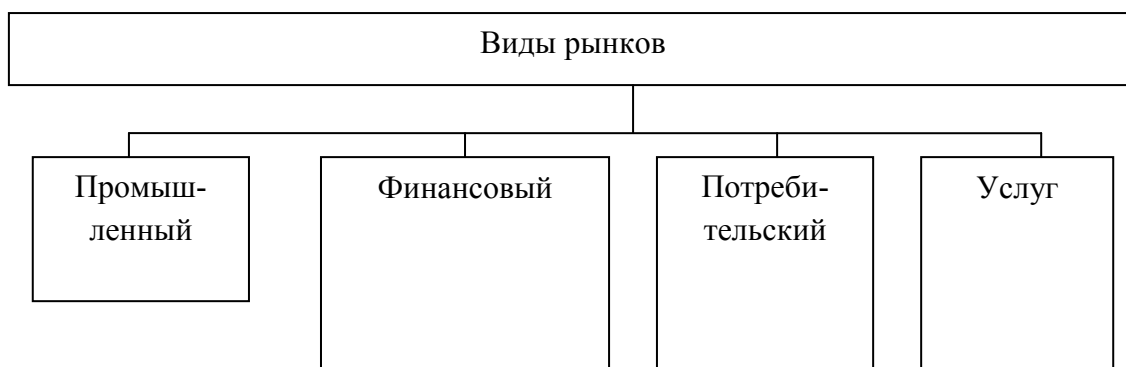 Виды рынков
Промыш-
ленный
Финансовый
Потреби-
тельский
Услуг